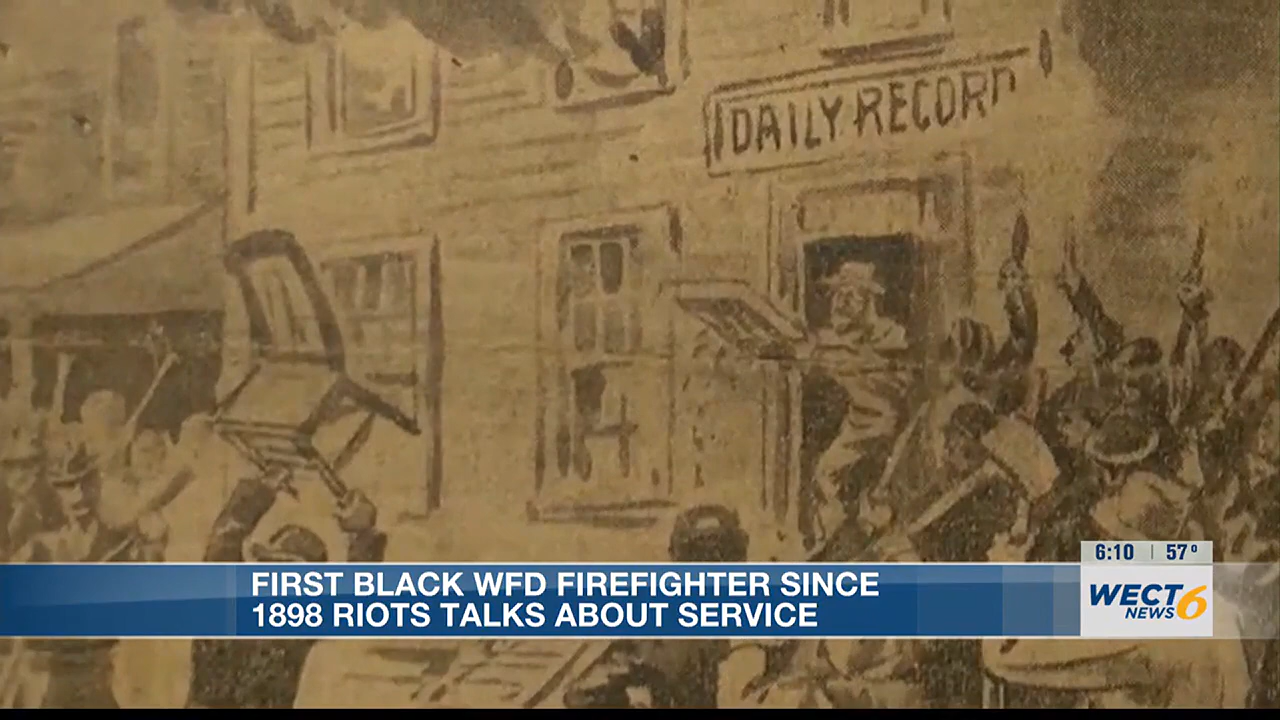 DAILY RECORD
6:10 57°
FIRST BLACK WFD FIREFIGHTER SINCE
1898 RIOTS TALKS ABOUT SERVICE
WECT 6
NEWS